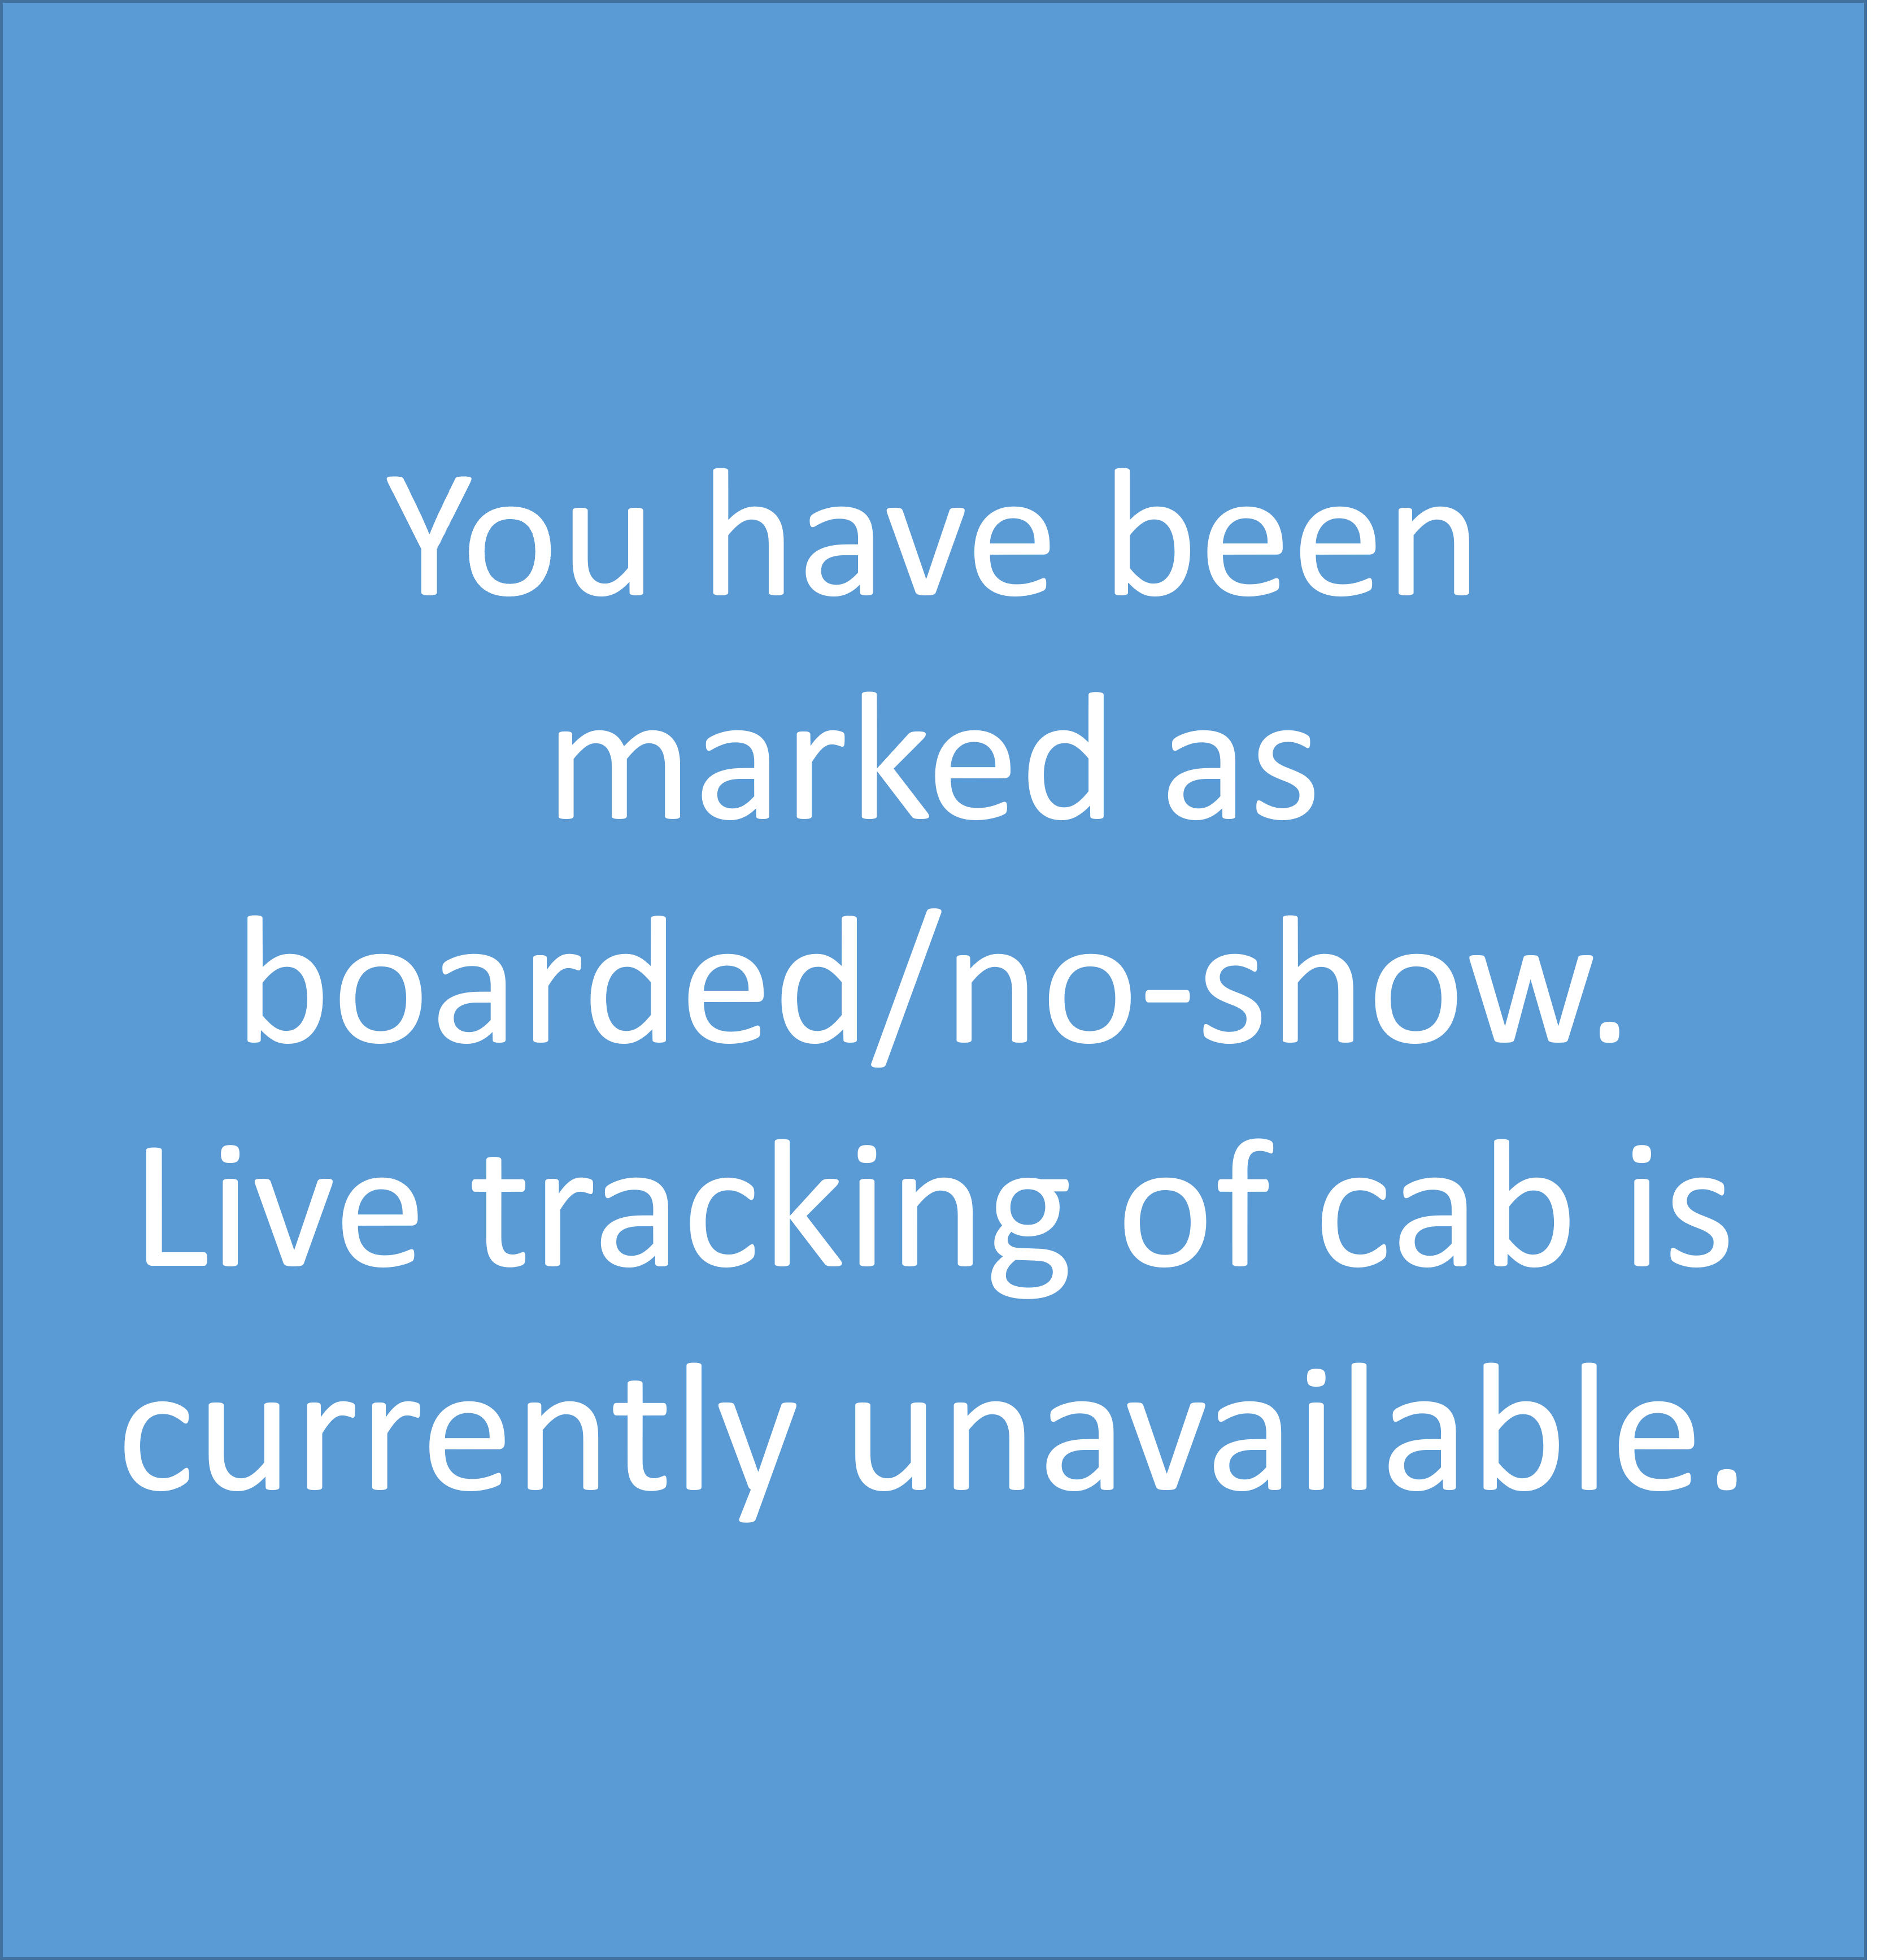 You have been
marked as
boarded/no-show.
Live tracking of cab is
currently unavailable.